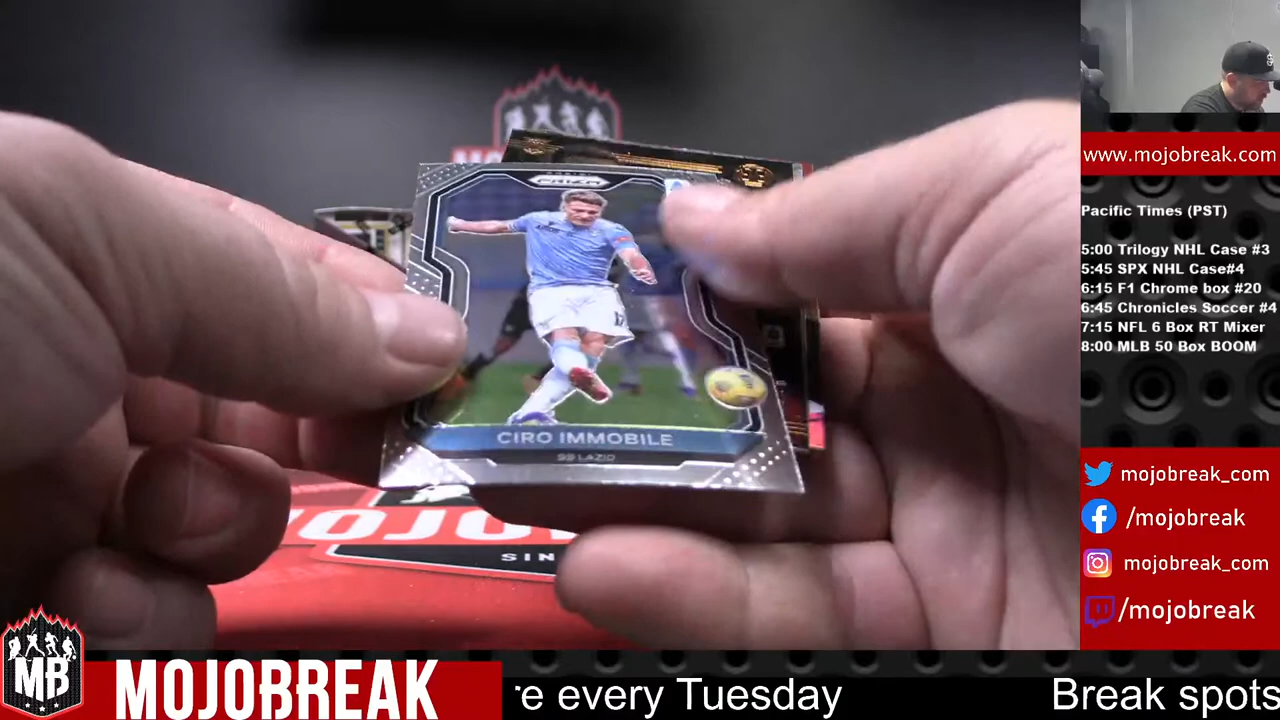 PANINI
PRIZM
CIRO IMMOBILE
SS LAZIO
17
SIN
www.mojobreak.com
Pacific Times (PST)
5:00 Trilogy NHL Case #3
5:45 SPX NHL Case#4
6:15 F1 Chrome box #20
6:45 Chronicles Soccer #4
7:15 NFL 6 Box RT Mixer
8:00 MLB 50 Box BOOM
mojobreak_com
/mojobreak
mojobreak_com
/mojobreak
MB
MOJOBREAK
e every Tuesday
Break spots